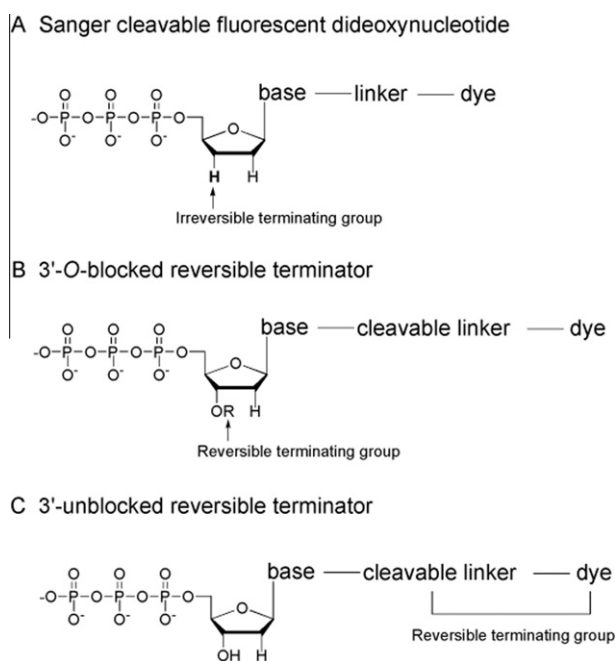 A Sanger cleavable fluorescent dideoxynucleotide
base — linker — dye
O O O
-O-P-O-P-O-P-O
O
O- O- O-
H H
Irreversible terminating group
B 3'-O-blocked reversible terminator
base — cleavable linker — dye
O O O
-O-P-O-P-O-P-O
O
O- O- O-
OR H
Reversible terminating group
C 3'-unblocked reversible terminator
base — cleavable linker — dye
O O O
-O-P-O-P-O-P-O
O
O- O- O-
Reversible terminating group
OH H